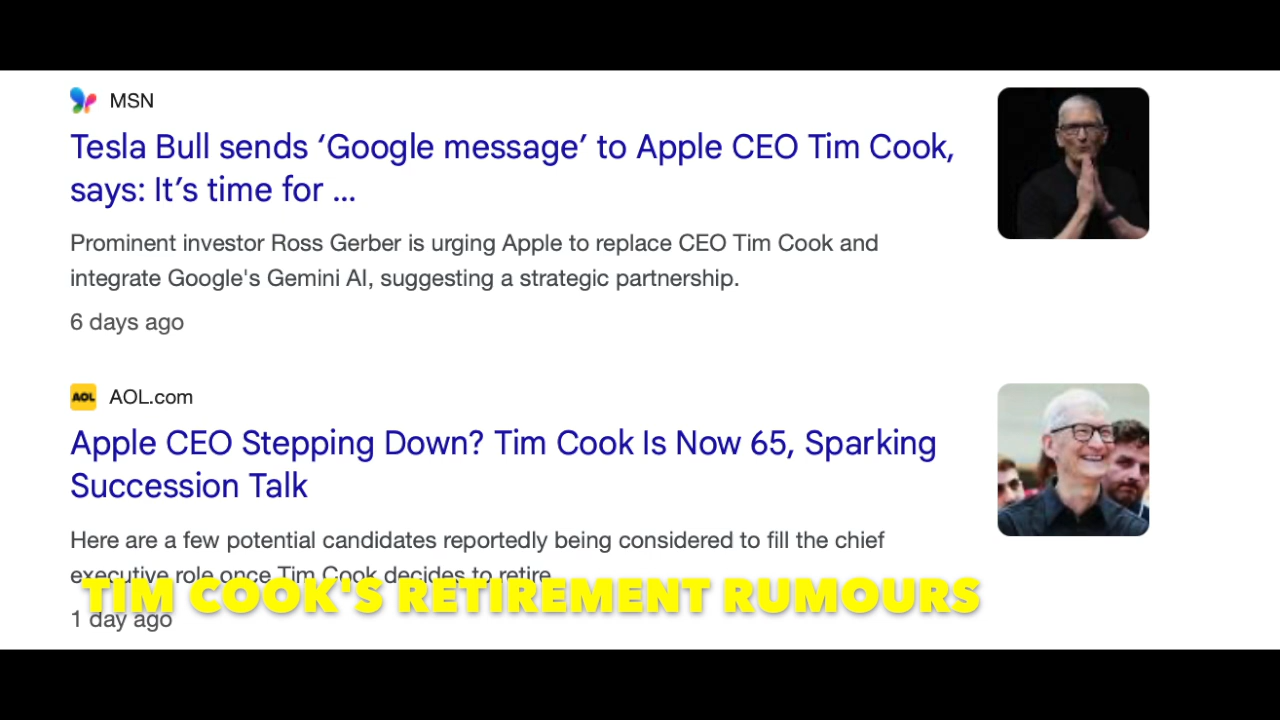 MSN
Tesla Bull sends ‘Google message’ to Apple CEO Tim Cook,
says: It’s time for ...
Prominent investor Ross Gerber is urging Apple to replace CEO Tim Cook and
integrate Google's Gemini AI, suggesting a strategic partnership.
6 days ago
AOL
AOL.com
Apple CEO Stepping Down? Tim Cook Is Now 65, Sparking
Succession Talk
Here are a few potential candidates reportedly being considered to fill the chief
executive role once Tim Cook decides to retire
TIM COOK'S RETIREMENT RUMOURS
1 day ago